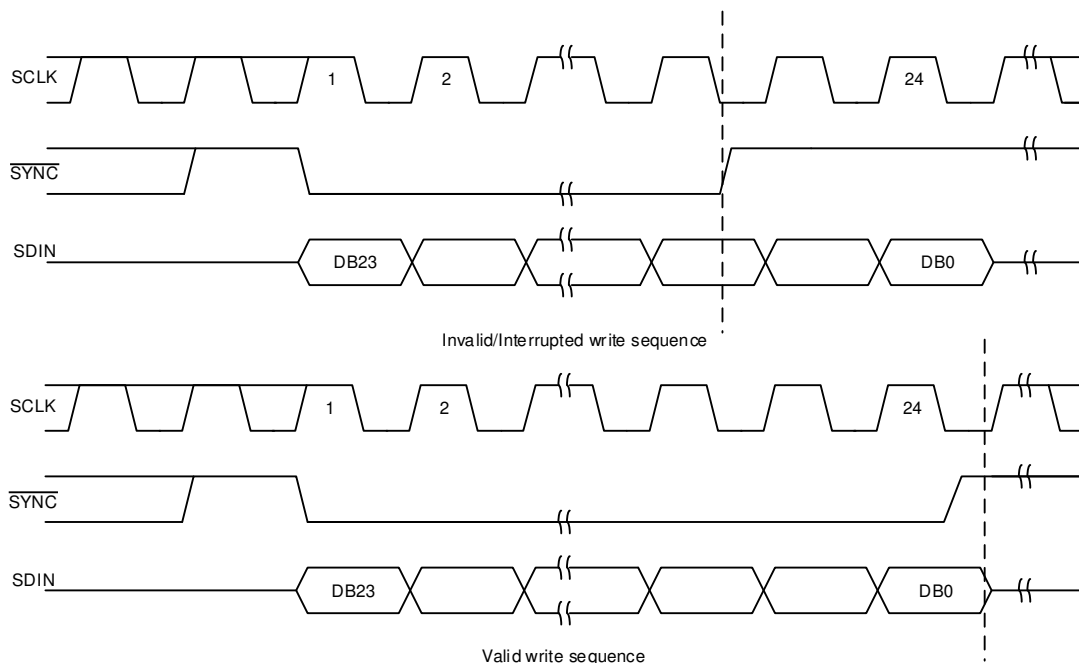 SCLK
1
2
24
SYNC
SDIN
DB23
DB0
Invalid/Interrupted write sequence
SCLK
1
2
24
SYNC
SDIN
DB23
DB0
Valid write sequence